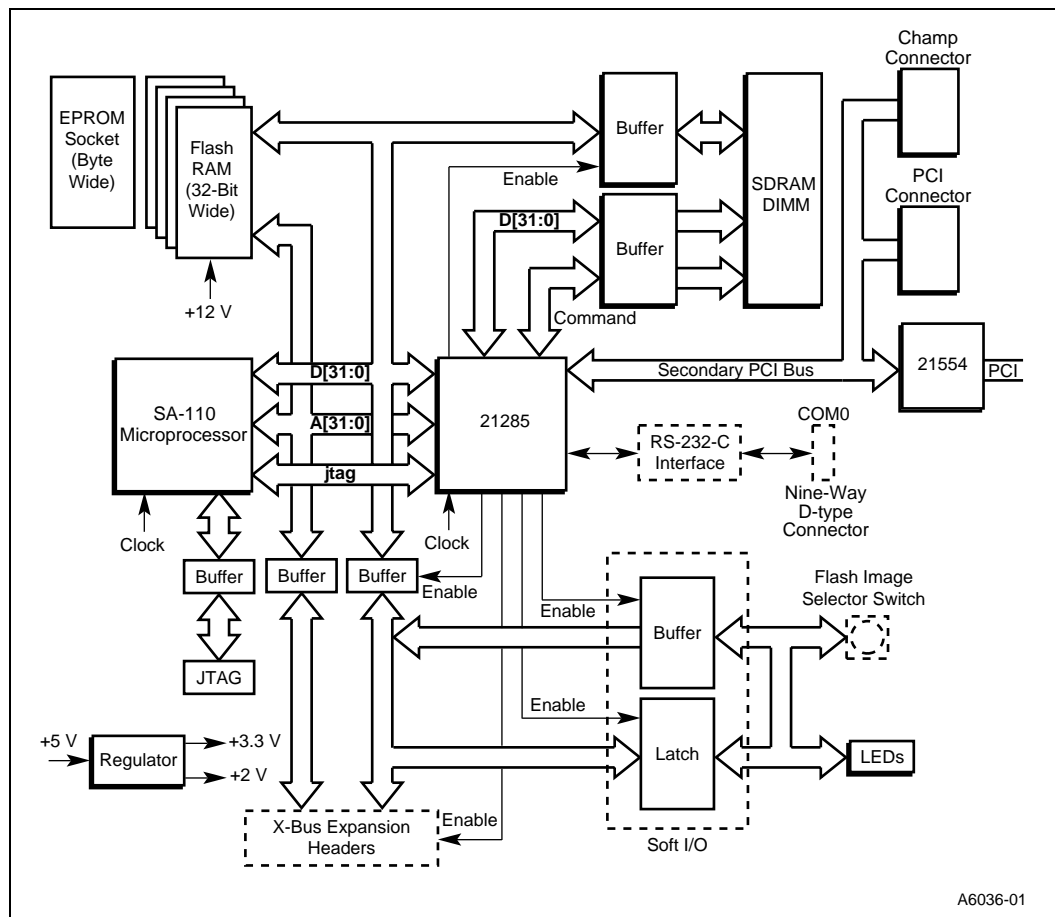 Champ
Connector
EPROM
Socket
(Byte
Wide)
Flash
RAM
(32-Bit
Wide)
Buffer
SDRAM
DIMM
Enable
PCI
Connector
D[31:0]
Buffer
+12 V
Command
D[31:0]
Secondary PCI Bus
21554
PCI
SA-110
Microprocessor
A[31:0]
21285
COM0
RS-232-C
Interface
jtag
Nine-Way
D-type
Connector
Clock
Clock
Buffer
Buffer
Buffer
Enable
Flash Image
Selector Switch
Enable
Buffer
JTAG
Enable
+5 V
Regulator
+3.3 V
+2 V
Latch
LEDs
Enable
X-Bus Expansion
Headers
Soft I/O
A6036-01